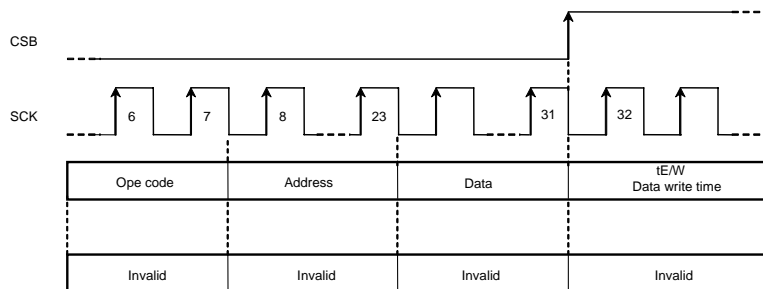 CSB
SCK
6 7 8 23 31 32
Ope code Address Data tE/W
Data write time
Invalid Invalid Invalid Invalid